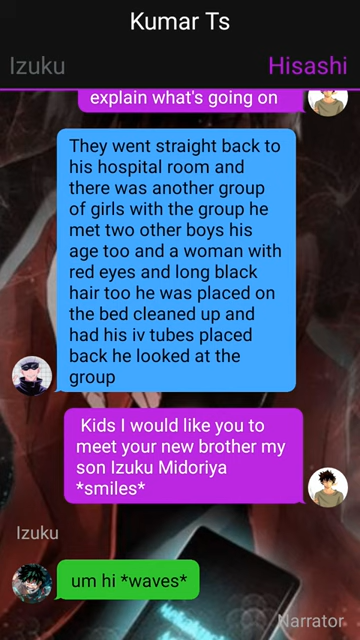 Kumar Ts
Izuku
Hisashi
explain what's going on
They went straight back to
his hospital room and
there was another group
of girls with the group he
met two other boys his
age too and a woman with
red eyes and long black
hair too he was placed on
the bed cleaned up and
had his iv tubes placed
back he looked at the
group
Kids I would like you to
meet your new brother my
son Izuku Midoriya
*smiles*
Izuku
um hi *waves*
Narrator